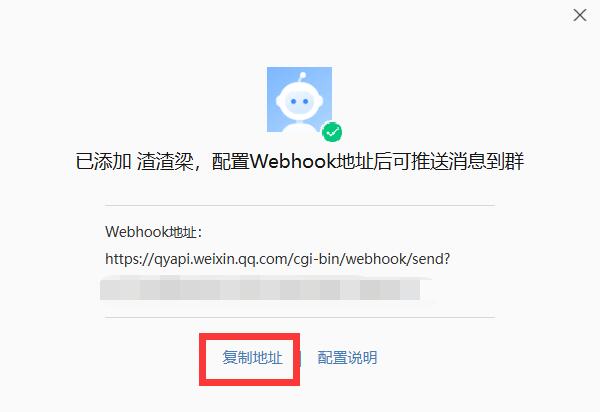 已添加 渣渣梁，配置Webhook地址后可推送消息到群
Webhook地址：
https://qyapi.weixin.qq.com/cgi-bin/webhook/send?
复制地址
配置说明